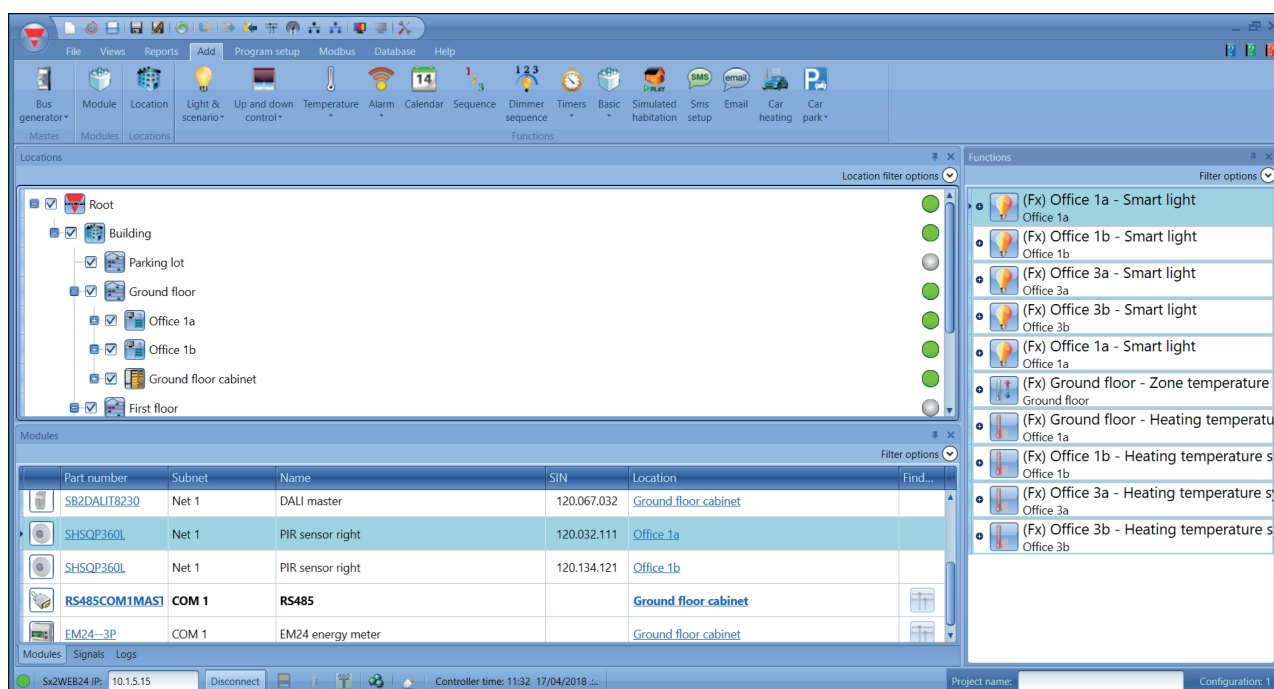 File Views Reports Add Program setup Modbus Database Help
14 1 2 3 1 2 3 PLAY SMS email P
Bus generator Module Location Light & scenario Up and down control Temperature Alarm Calendar Sequence Dimmer sequence Timers Basic Simulated habitation Sms setup Email Car heating Car park
Master Modules Locations Functions
Locations
Location filter options
Root
Building
Parking lot
Ground floor
Office 1a
Office 1b
Ground floor cabinet
First floor
Modules
Filter options
Part number Subnet Name SIN Location Find...
SB2DALIT8230 Net 1 DALI master 120.067.032 Ground floor cabinet
SHSQP360L Net 1 PIR sensor right 120.032.111 Office 1a
SHSQP360L Net 1 PIR sensor right 120.134.121 Office 1b
RS485COM1MAST COM 1 RS485 Ground floor cabinet
EM24--3P COM 1 EM24 energy meter Ground floor cabinet
Modules Signals Logs
Functions
Filter options
(Fx) Office 1a - Smart light
Office 1a
(Fx) Office 1b - Smart light
Office 1b
(Fx) Office 3a - Smart light
Office 3a
(Fx) Office 3b - Smart light
Office 3b
(Fx) Office 1a - Smart light
Office 1a
(Fx) Ground floor - Zone temperature
Ground floor
(Fx) Ground floor - Heating temperatu
Office 1a
(Fx) Office 1b - Heating temperature s
Office 1b
(Fx) Office 3a - Heating temperature sy
Office 3a
(Fx) Office 3b - Heating temperature s
Office 3b
Sx2WEB24 IP: 10.1.5.15 Disconnect Controller time: 11:32 17/04/2018 .:. Project name: Configuration: 1